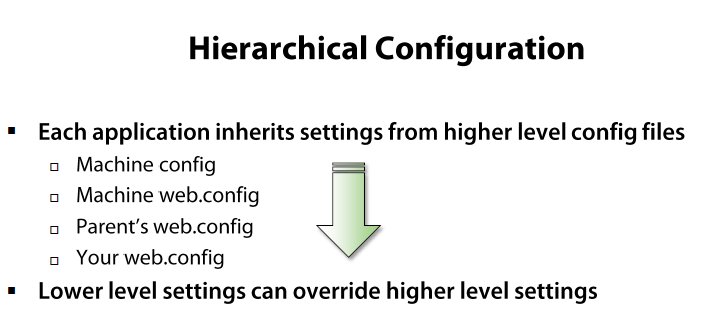 Hierarchical Configuration
Each application inherits settings from higher level config files
Machine config
Machine web.config
Parent's web.config
Your web.config
Lower level settings can override higher level settings